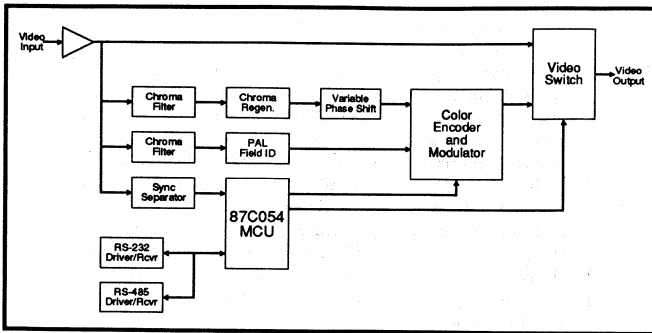 Video
Input
Chroma
Filter
Chroma
Regen.
Variable
Phase Shift
Chroma
Filter
PAL
Field ID
Sync
Separator
87C054
MCU
Color
Encoder
and
Modulator
Video
Switch
Video
Output
RS-232
Driver/Rcvr
RS-485
Driver/Rcvr